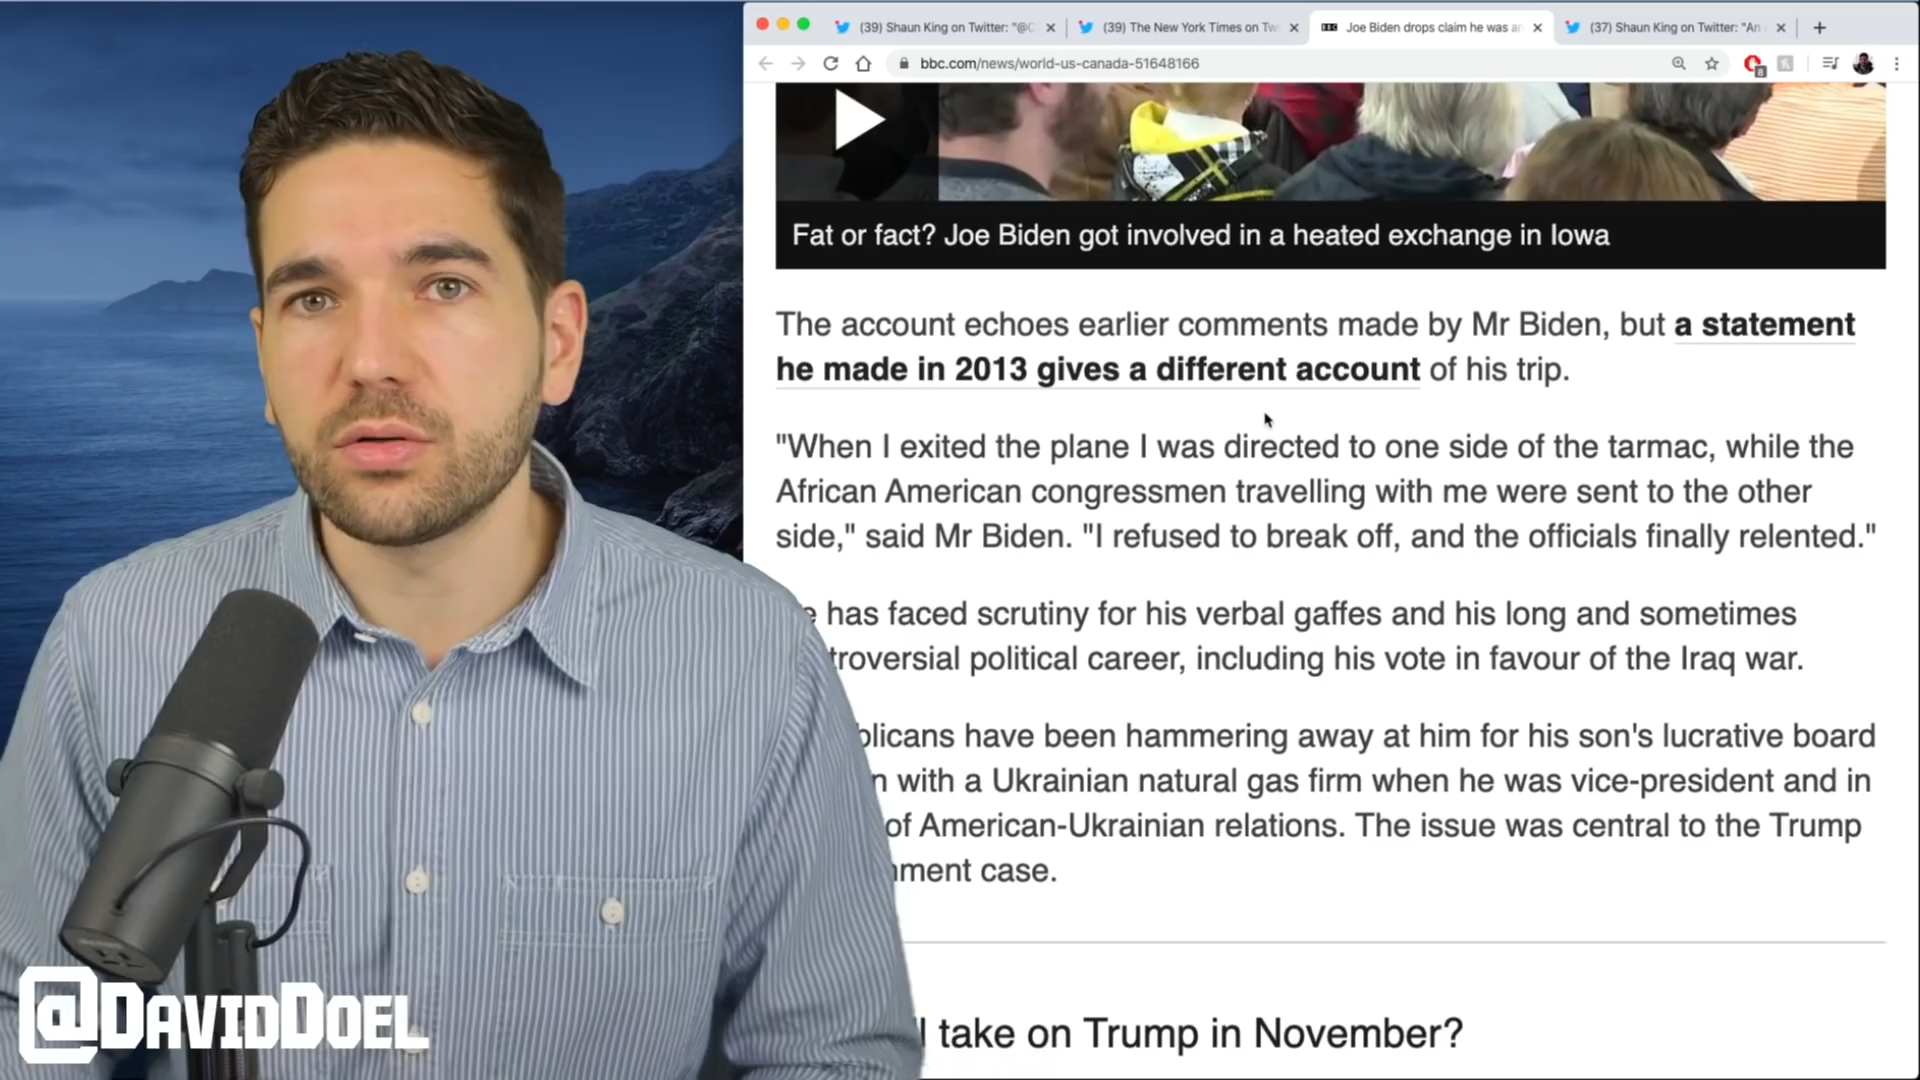 (39) Shaun King on Twitter: "@C
(39) The New York Times on Tw
BBC Joe Biden drops claim he was ar
(37) Shaun King on Twitter: "An
bbc.com/news/world-us-canada-51648166
8
Fat or fact? Joe Biden got involved in a heated exchange in Iowa
The account echoes earlier comments made by Mr Biden, but a statement
he made in 2013 gives a different account of his trip.
"When I exited the plane I was directed to one side of the tarmac, while the
African American congressmen travelling with me were sent to the other
side," said Mr Biden. "I refused to break off, and the officials finally relented."
has faced scrutiny for his verbal gaffes and his long and sometimes
troversial political career, including his vote in favour of the Iraq war.
blicans have been hammering away at him for his son's lucrative board
n with a Ukrainian natural gas firm when he was vice-president and in
of American-Ukrainian relations. The issue was central to the Trump
nment case.
take on Trump in November?
@DAVIDDOEL